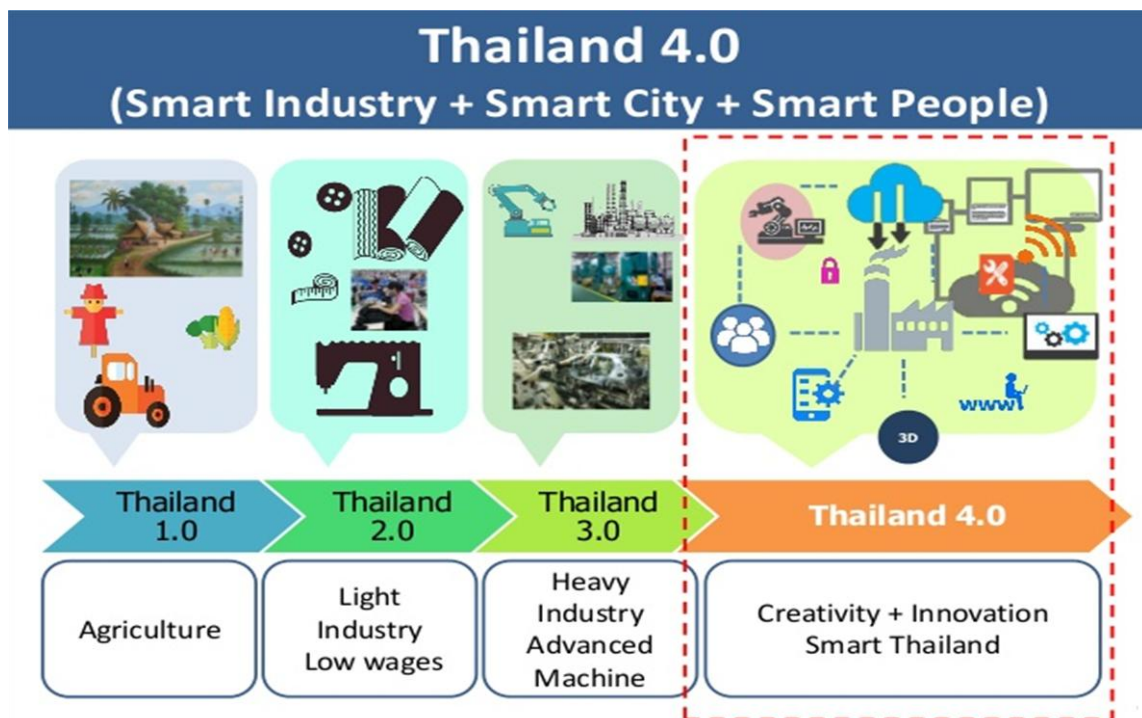 Thailand 4.0
(Smart Industry + Smart City + Smart People)
3D
www
Thailand
1.0
Thailand
2.0
Thailand
3.0
Thailand 4.0
Agriculture
Light
Industry
Low wages
Heavy
Industry
Advanced
Machine
Creativity + Innovation
Smart Thailand